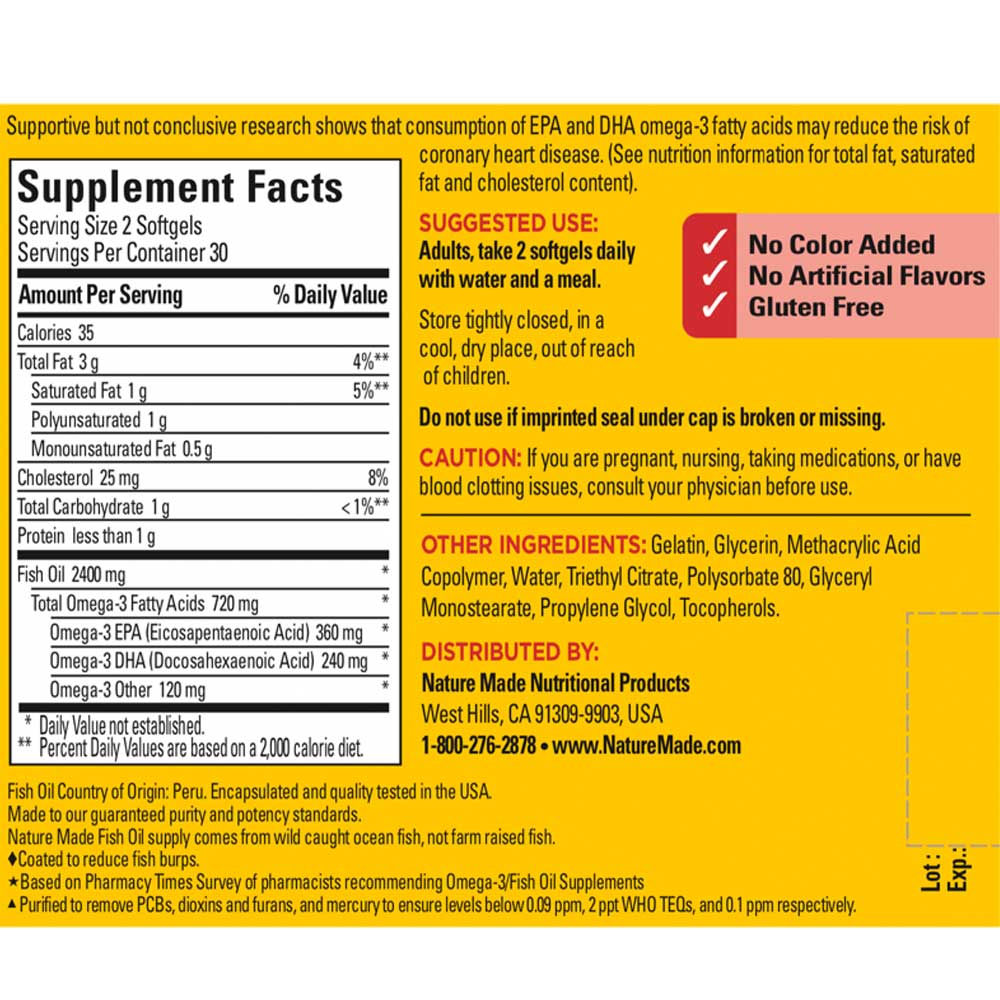 Supportive but not conclusive research shows that consumption of EPA and DHA omega-3 fatty acids may reduce the risk of
coronary heart disease. (See nutrition information for total fat, saturated
fat and cholesterol content).
Supplement Facts
Serving Size 2 Softgels
Servings Per Container 30
Amount Per Serving % Daily Value
Calories 35
Total Fat 3 g 4%**
Saturated Fat 1 g 5%**
Polyunsaturated 1 g
Monounsaturated Fat 0.5 g
Cholesterol 25 mg 8%
Total Carbohydrate 1 g <1%**
Protein less than 1 g
Fish Oil 2400 mg *
Total Omega-3 Fatty Acids 720 mg *
Omega-3 EPA (Eicosapentaenoic Acid) 360 mg *
Omega-3 DHA (Docosahexaenoic Acid) 240 mg *
Omega-3 Other 120 mg *
* Daily Value not established.
** Percent Daily Values are based on a 2,000 calorie diet.
SUGGESTED USE:
Adults, take 2 softgels daily
with water and a meal.
Store tightly closed, in a
cool, dry place, out of reach
of children.
✓ No Color Added
✓ No Artificial Flavors
✓ Gluten Free
Do not use if imprinted seal under cap is broken or missing.
CAUTION: If you are pregnant, nursing, taking medications, or have
blood clotting issues, consult your physician before use.
OTHER INGREDIENTS: Gelatin, Glycerin, Methacrylic Acid
Copolymer, Water, Triethyl Citrate, Polysorbate 80, Glyceryl
Monostearate, Propylene Glycol, Tocopherols.
DISTRIBUTED BY:
Nature Made Nutritional Products
West Hills, CA 91309-9903, USA
1-800-276-2878 • www.NatureMade.com
Fish Oil Country of Origin: Peru. Encapsulated and quality tested in the USA.
Made to our guaranteed purity and potency standards.
Nature Made Fish Oil supply comes from wild caught ocean fish, not farm raised fish.
♦Coated to reduce fish burps.
★Based on Pharmacy Times Survey of pharmacists recommending Omega-3/Fish Oil Supplements
▲Purified to remove PCBs, dioxins and furans, and mercury to ensure levels below 0.09 ppm, 2 ppt WHO TEQs, and 0.1 ppm respectively.
Lot :
Exp.: